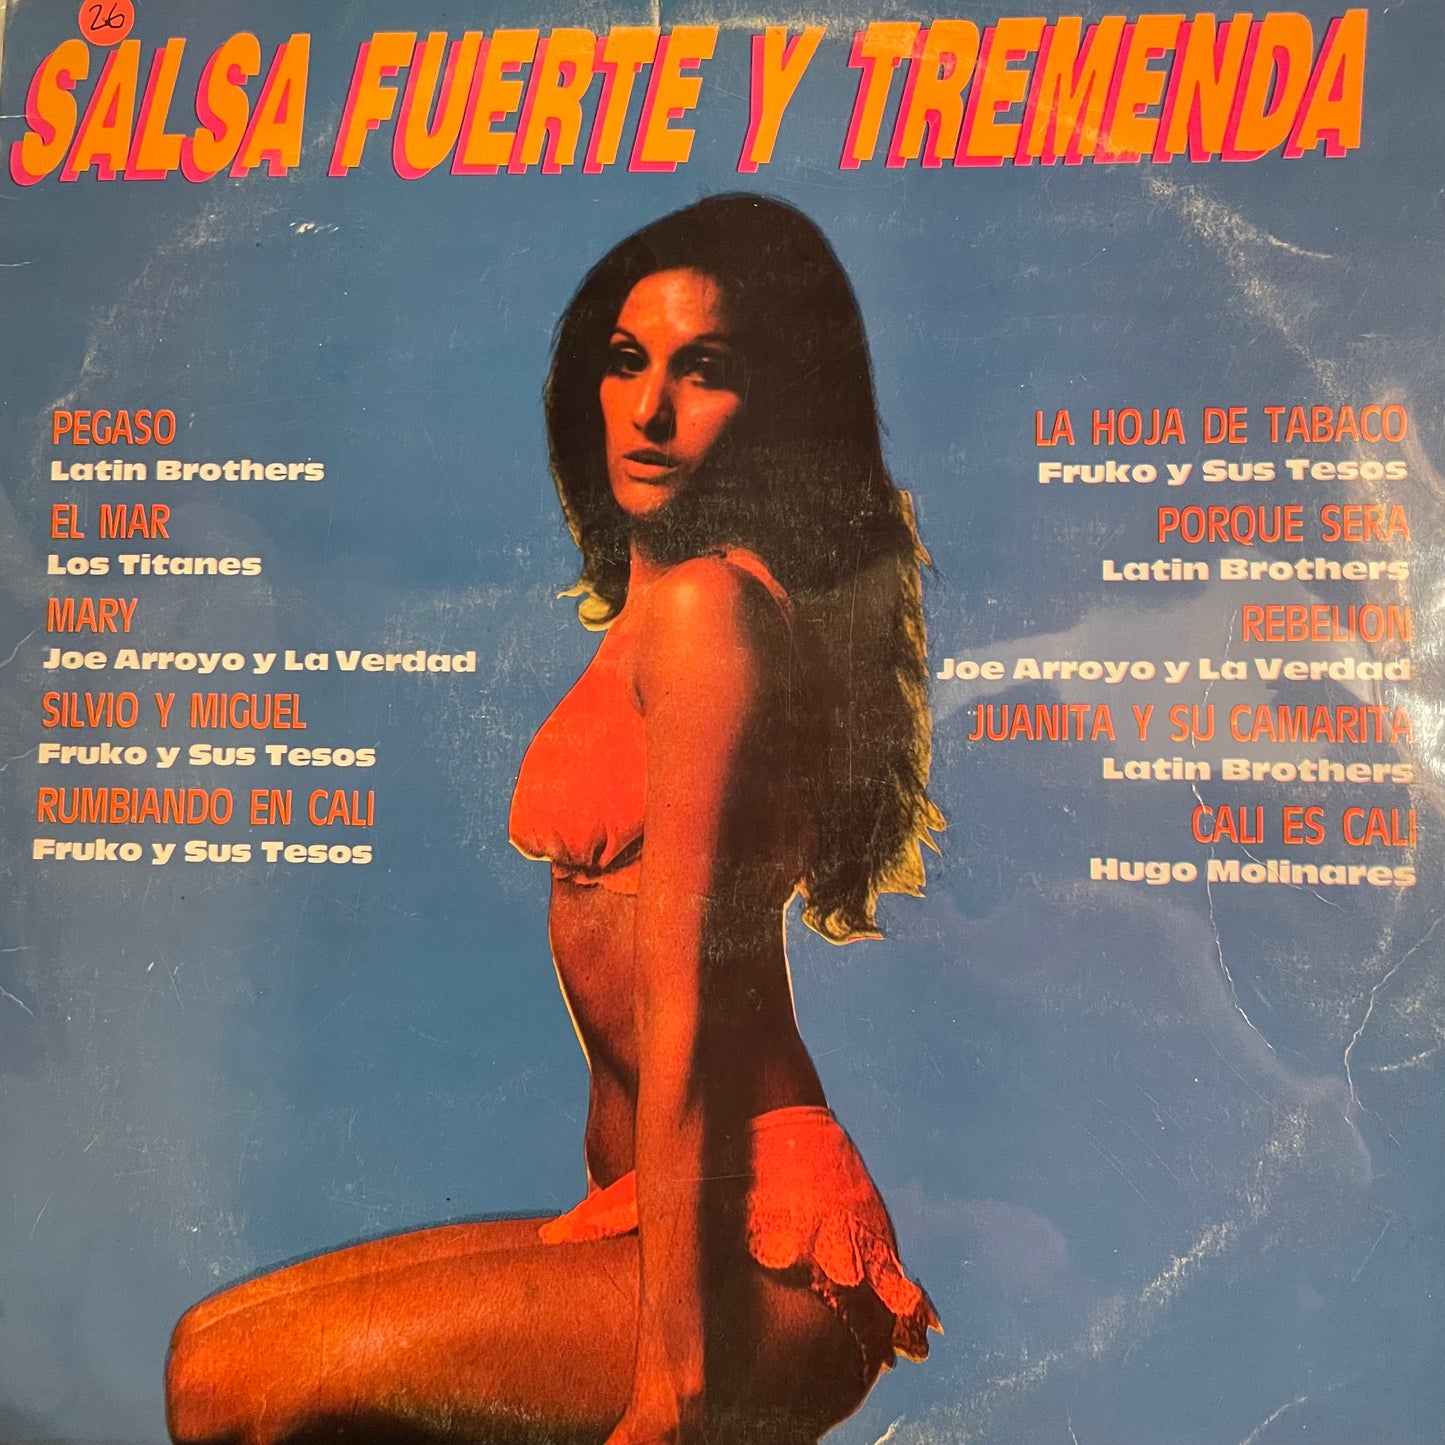 26
SALSA FUERTE Y TREMENDA
PEGASO
Latin Brothers
EL MAR
Los Titanes
MARY
Joe Arroyo y La Verdad
SILVIO Y MIGUEL
Fruko y Sus Tesos
RUMBIANDO EN CALI
Fruko y Sus Tesos
LA HOJA DE TABACO
Fruko y Sus Tesos
PORQUE SERA
Latin Brothers
REBELION
Joe Arroyo y La Verdad
JUANITA Y SU CAMARITA
Latin Brothers
CALI ES CALI
Hugo Molinares